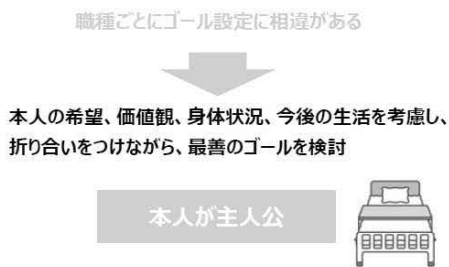 職種ごとにゴール設定に相違がある
本人の希望、価値観、身体状況、今後の生活を考慮し、
折り合いをつけながら、最善のゴールを検討
本人が主人公